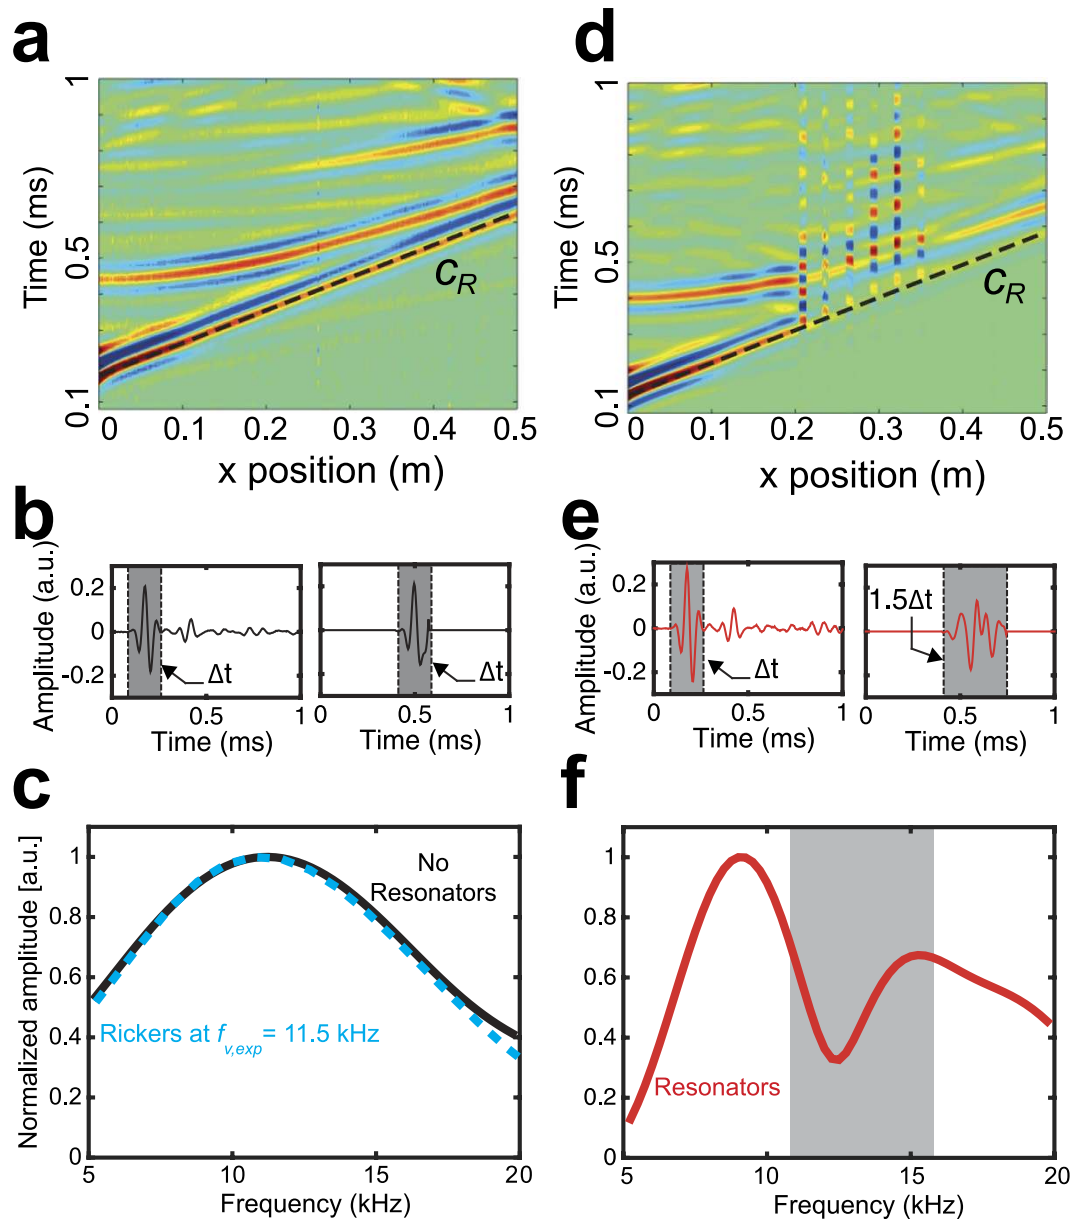 a
Time (ms)
1
0.5
0.1
c_R
0 0.1 0.2 0.3 0.4 0.5
x position (m)
b
Amplitude (a.u.)
0.2
0
-0.2
Δt
Δt
0 0.5 1
0 0.5 1
Time (ms)
Time (ms)
c
Normalized amplitude [a.u.]
1
0.8
0.6
0.4
0.2
0
No
Resonators
Rickers at f_v,exp = 11.5 kHz
5 10 15 20
Frequency (kHz)
d
Time (ms)
1
0.5
0.1
c_R
0 0.1 0.2 0.3 0.4 0.5
x position (m)
e
Amplitude (a.u.)
0.2
0
-0.2
Δt
1.5Δt
0 0.5 1
0 0.5 1
Time (ms)
Time (ms)
f
1
0.8
0.6
0.4
0.2
0
Resonators
5 10 15 20
Frequency (kHz)